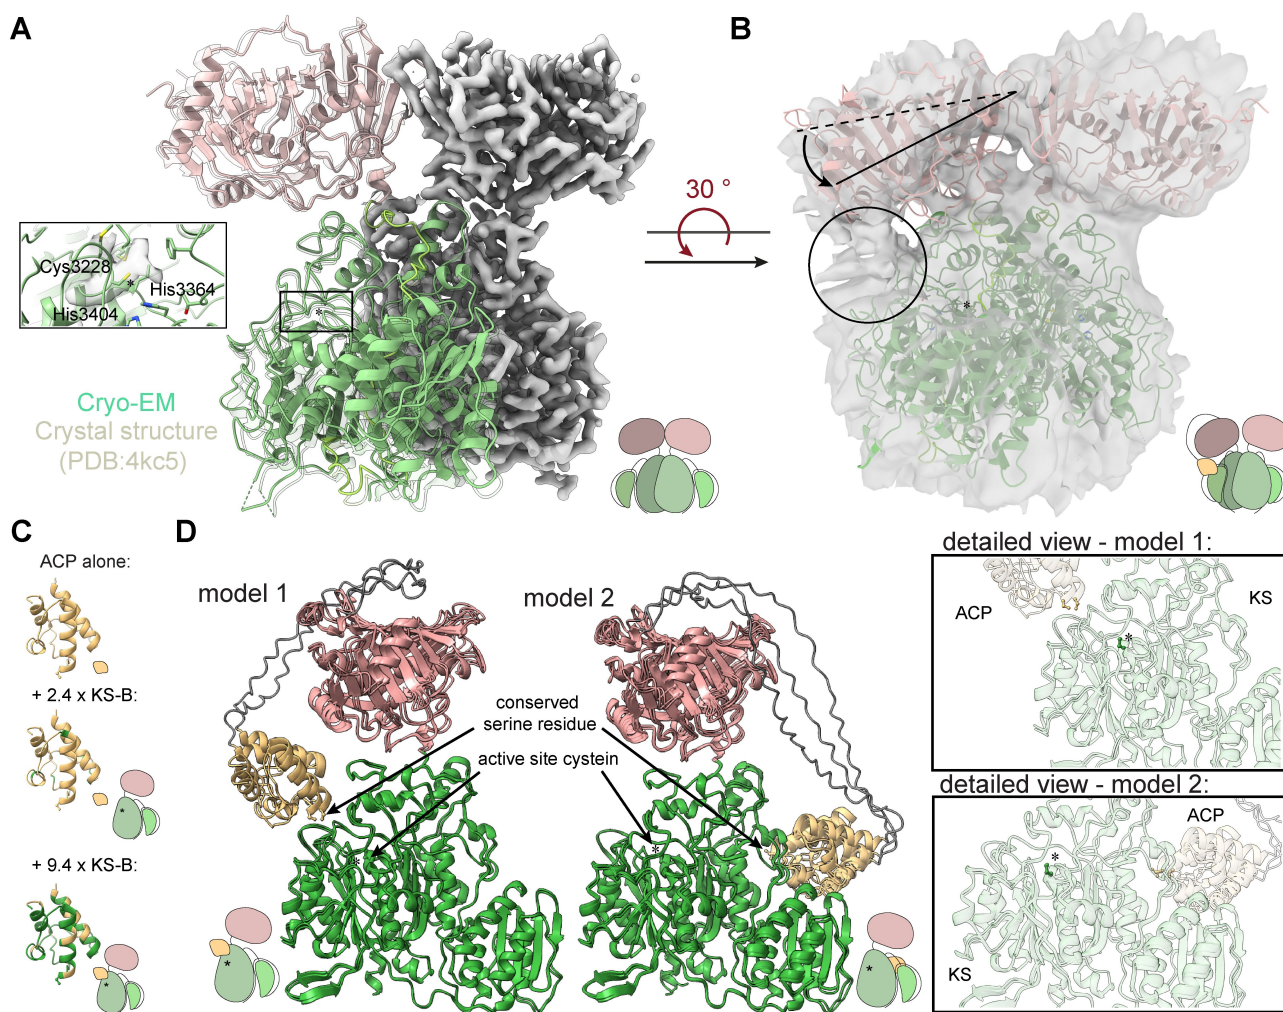 A
B
Cys3228
*
His3364
His3404
*
30 °
*
Cryo-EM
Crystal structure
(PDB:4kc5)
C
ACP alone:
+ 2.4 x KS-B:
*
+ 9.4 x KS-B:
*
D
model 1
model 2
conserved
serine residue
active site cystein
*
*
*
*
detailed view - model 1:
ACP
KS
*
detailed view - model 2:
ACP
*
KS